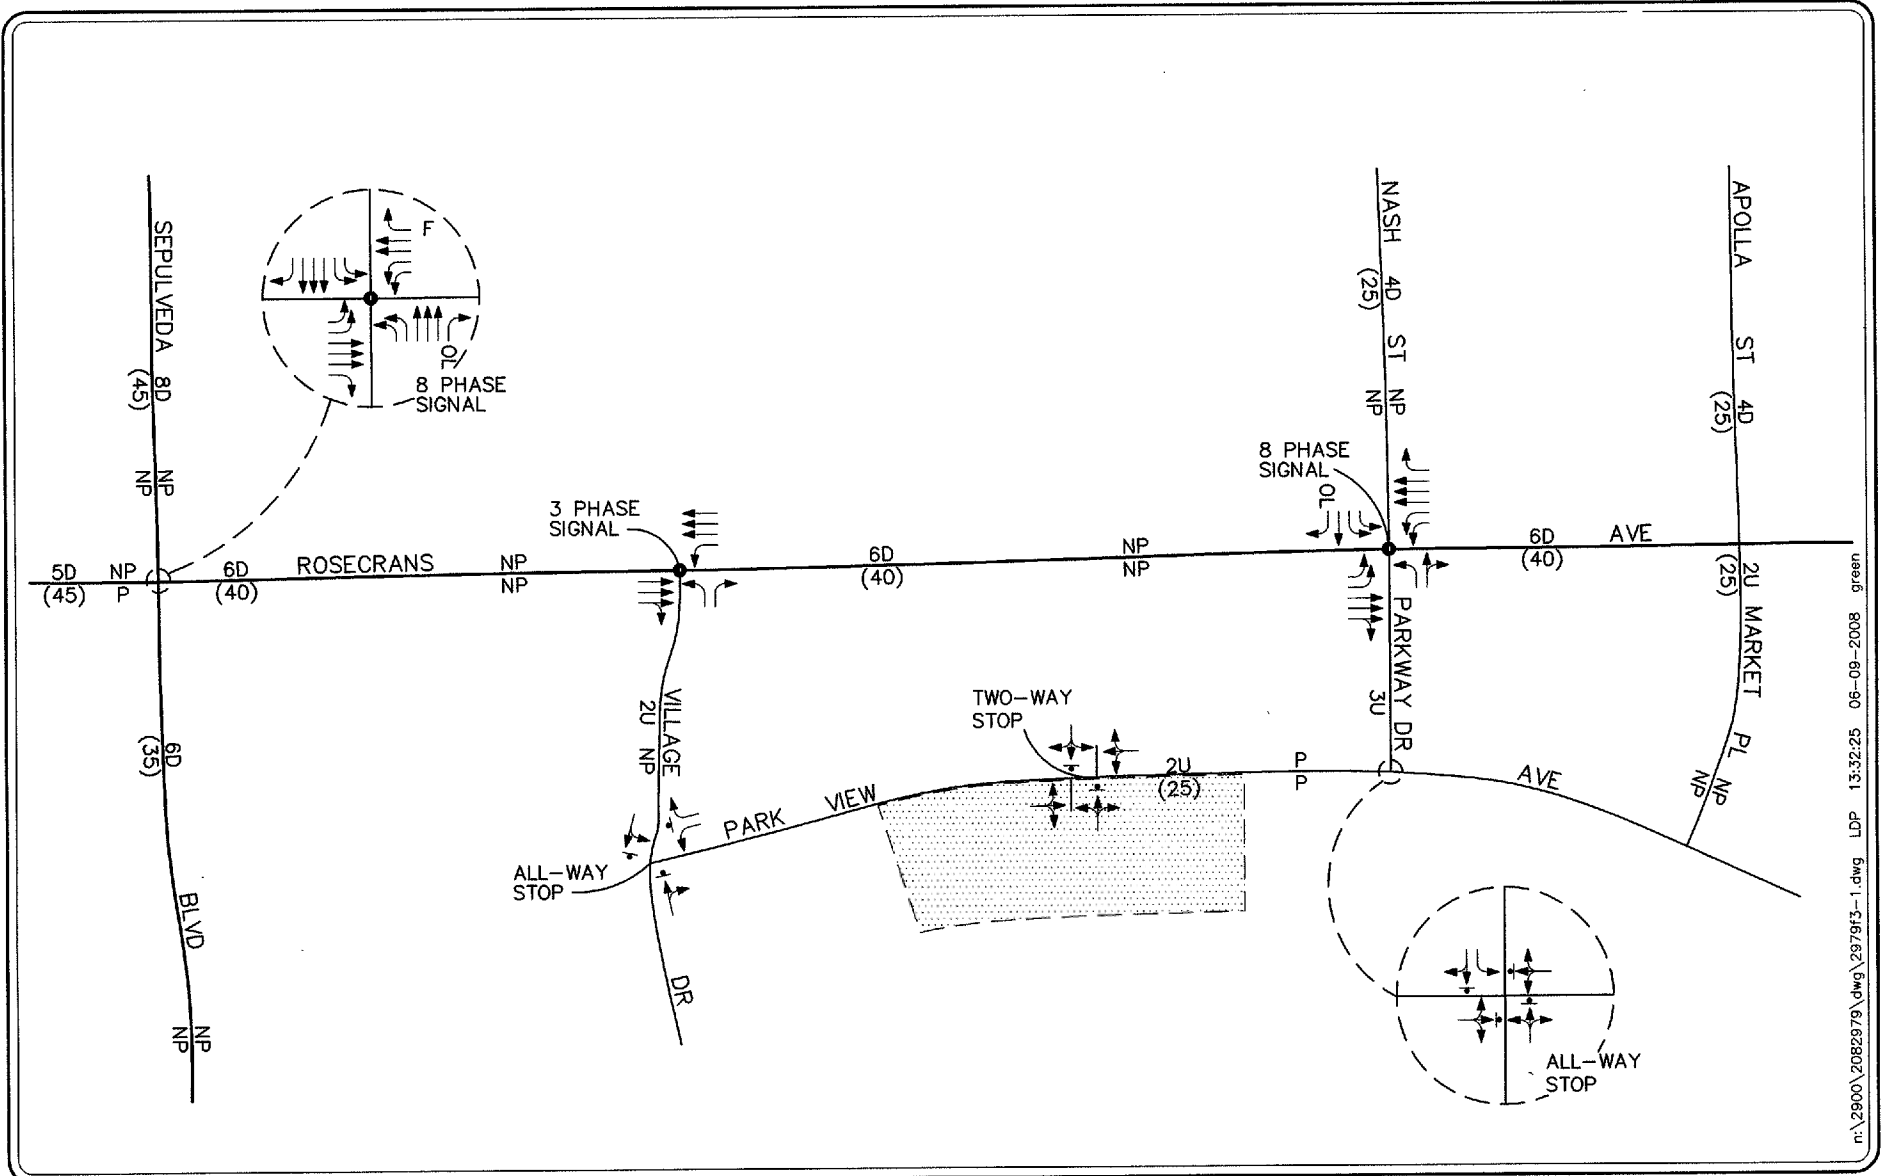 SEPULVEDA 8D
(45)
NP
NP
F
OL
8 PHASE
SIGNAL
NASH 4D ST NP
(25)
NP
APOLLA ST 4D
(25)
8 PHASE
SIGNAL
OL
3 PHASE
SIGNAL
5D NP
(45) P
6D
(40)
ROSECRANS
NP
NP
6D
(40)
NP
NP
6D
(40)
AVE
2U MARKET PL NP
(25)
NP
PARKWAY DR
3U
6D
(35)
VILLAGE
2U NP
TWO-WAY
STOP
PARK VIEW
2U
(25)
P
P
AVE
ALL-WAY
STOP
DR
BLVD
NP
NP
ALL-WAY
STOP
n:\2900\2082979\dwg\2979f3-1.dwg LDP 13:32:25 06-09-2008 green